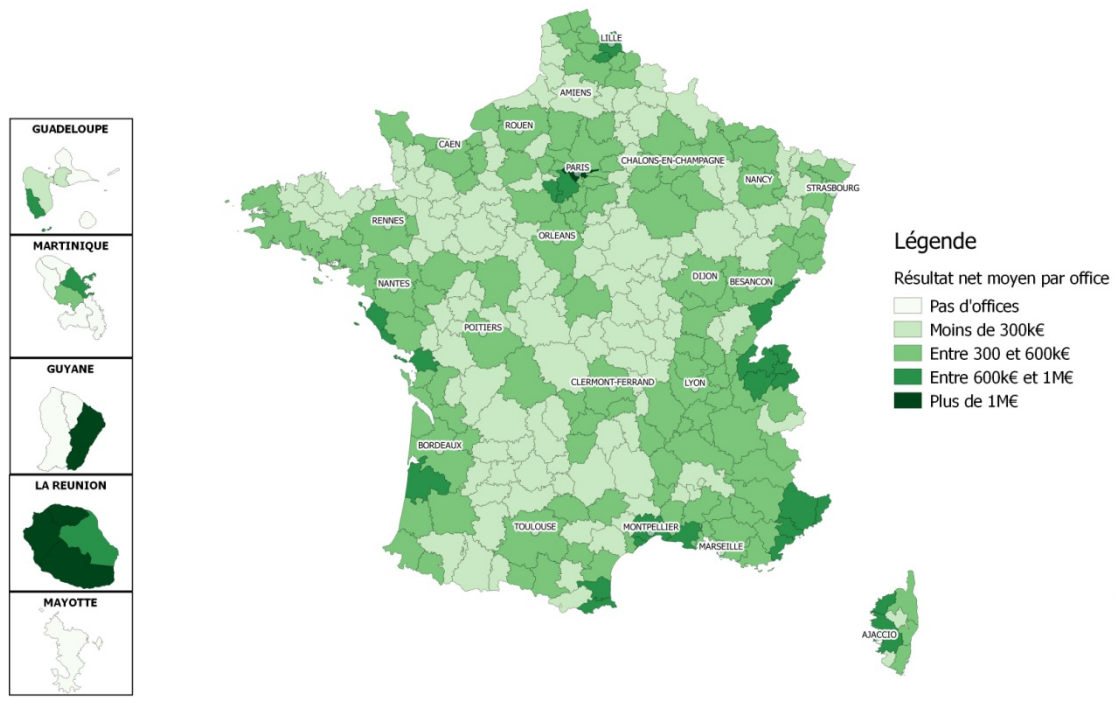 GUADELOUPE
MARTINIQUE
GUYANE
LA REUNION
MAYOTTE
LILLE
AMIENS
ROUEN
CAEN
PARIS
CHALONS-EN-CHAMPAGNE
NANCY
STRASBOURG
RENNES
ORLEANS
NANTES
DIJON
BESANCON
POITIERS
CLERMONT-FERRAND
LYON
BORDEAUX
TOULOUSE
MONTPELLIER
MARSEILLE
AJACCIO
Légende
Résultat net moyen par office
Pas d'offices
Moins de 300k€
Entre 300 et 600k€
Entre 600k€ et 1M€
Plus de 1M€